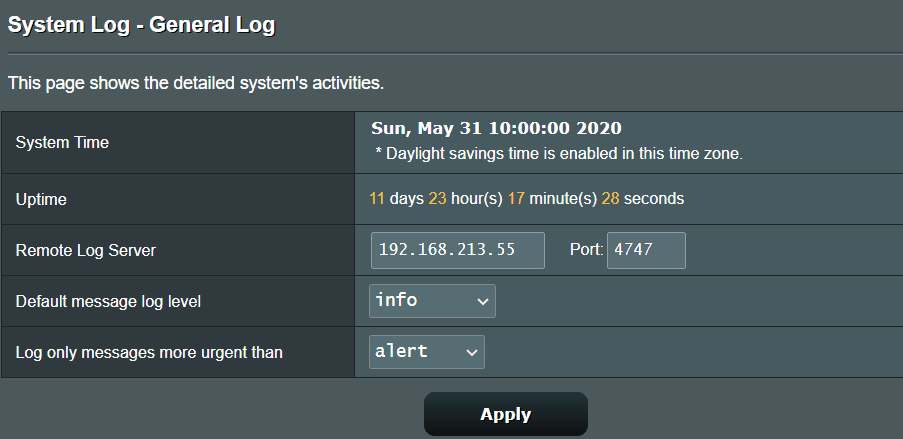 System Log - General Log
This page shows the detailed system's activities.
System Time
Sun, May 31 10:00:00 2020
* Daylight savings time is enabled in this time zone.
Uptime 11 days 23 hour(s) 17 minute(s) 28 seconds
Remote Log Server 192.168.213.55 Port: 4747
Default message log level info
Log only messages more urgent than alert
Apply